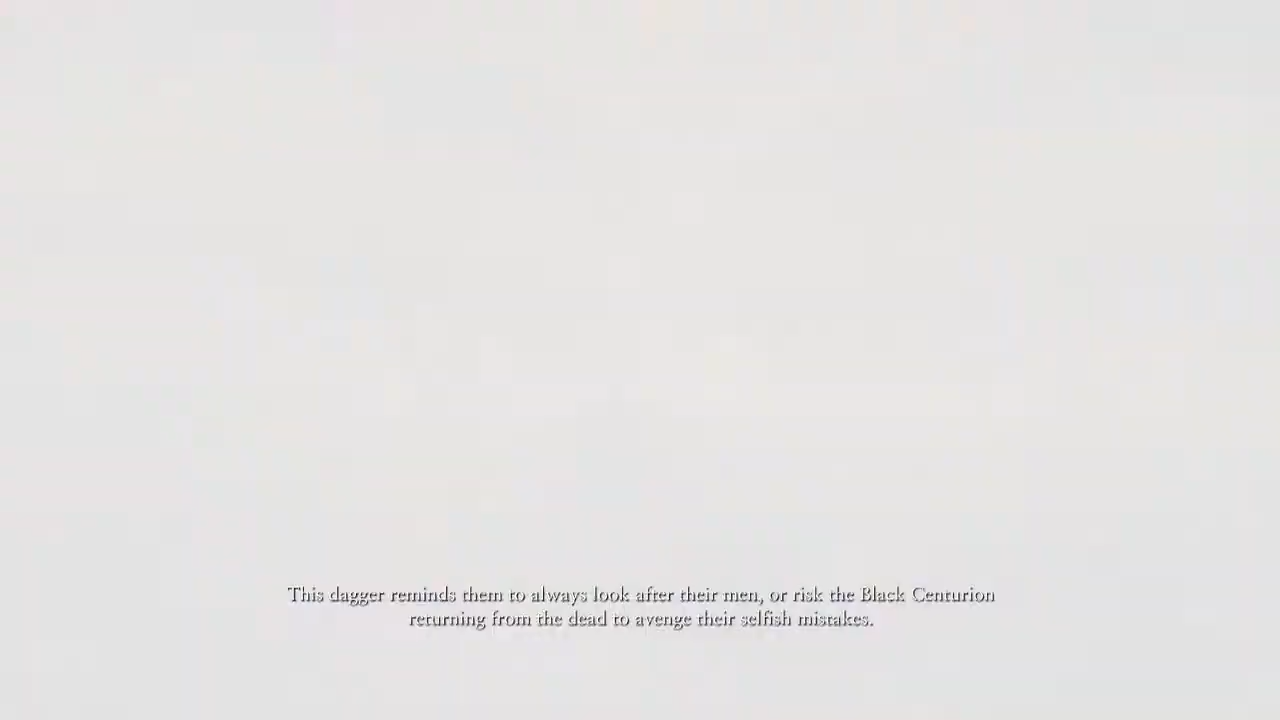 This dagger reminds them to always look after their men, or risk the Black Centurion
returning from the dead to avenge their selfish mistakes.